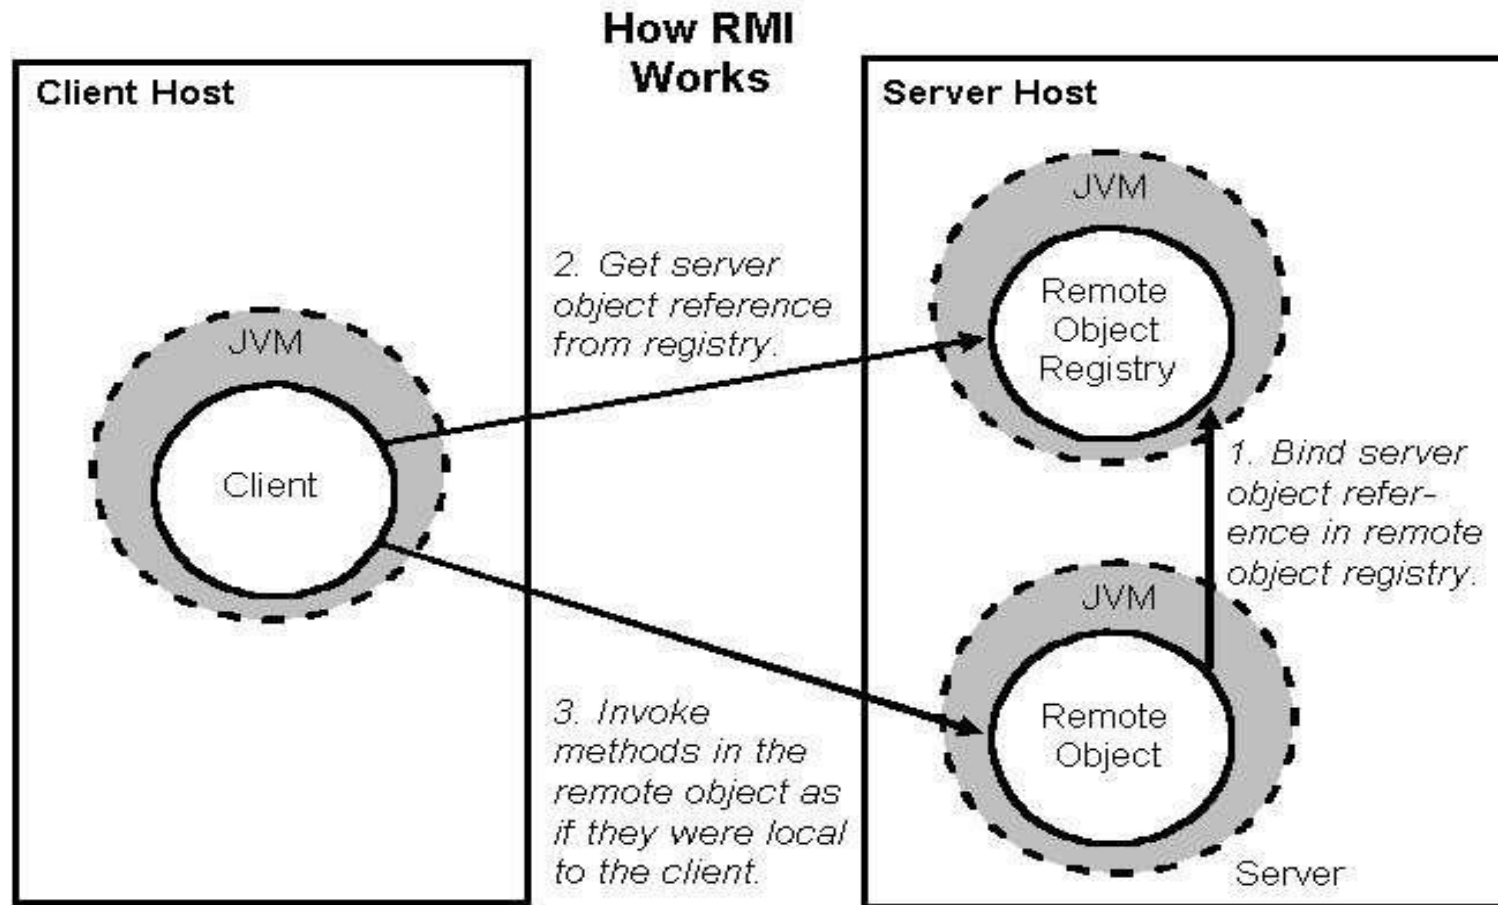 How RMI
Works
Client Host
JVM
Client
2. Get server
object reference
from registry.
3. Invoke
methods in the
remote object as
if they were local
to the client.
Server Host
JVM
Remote
Object
Registry
1. Bind server
object refer-
ence in remote
object registry.
JVM
Remote
Object
Server